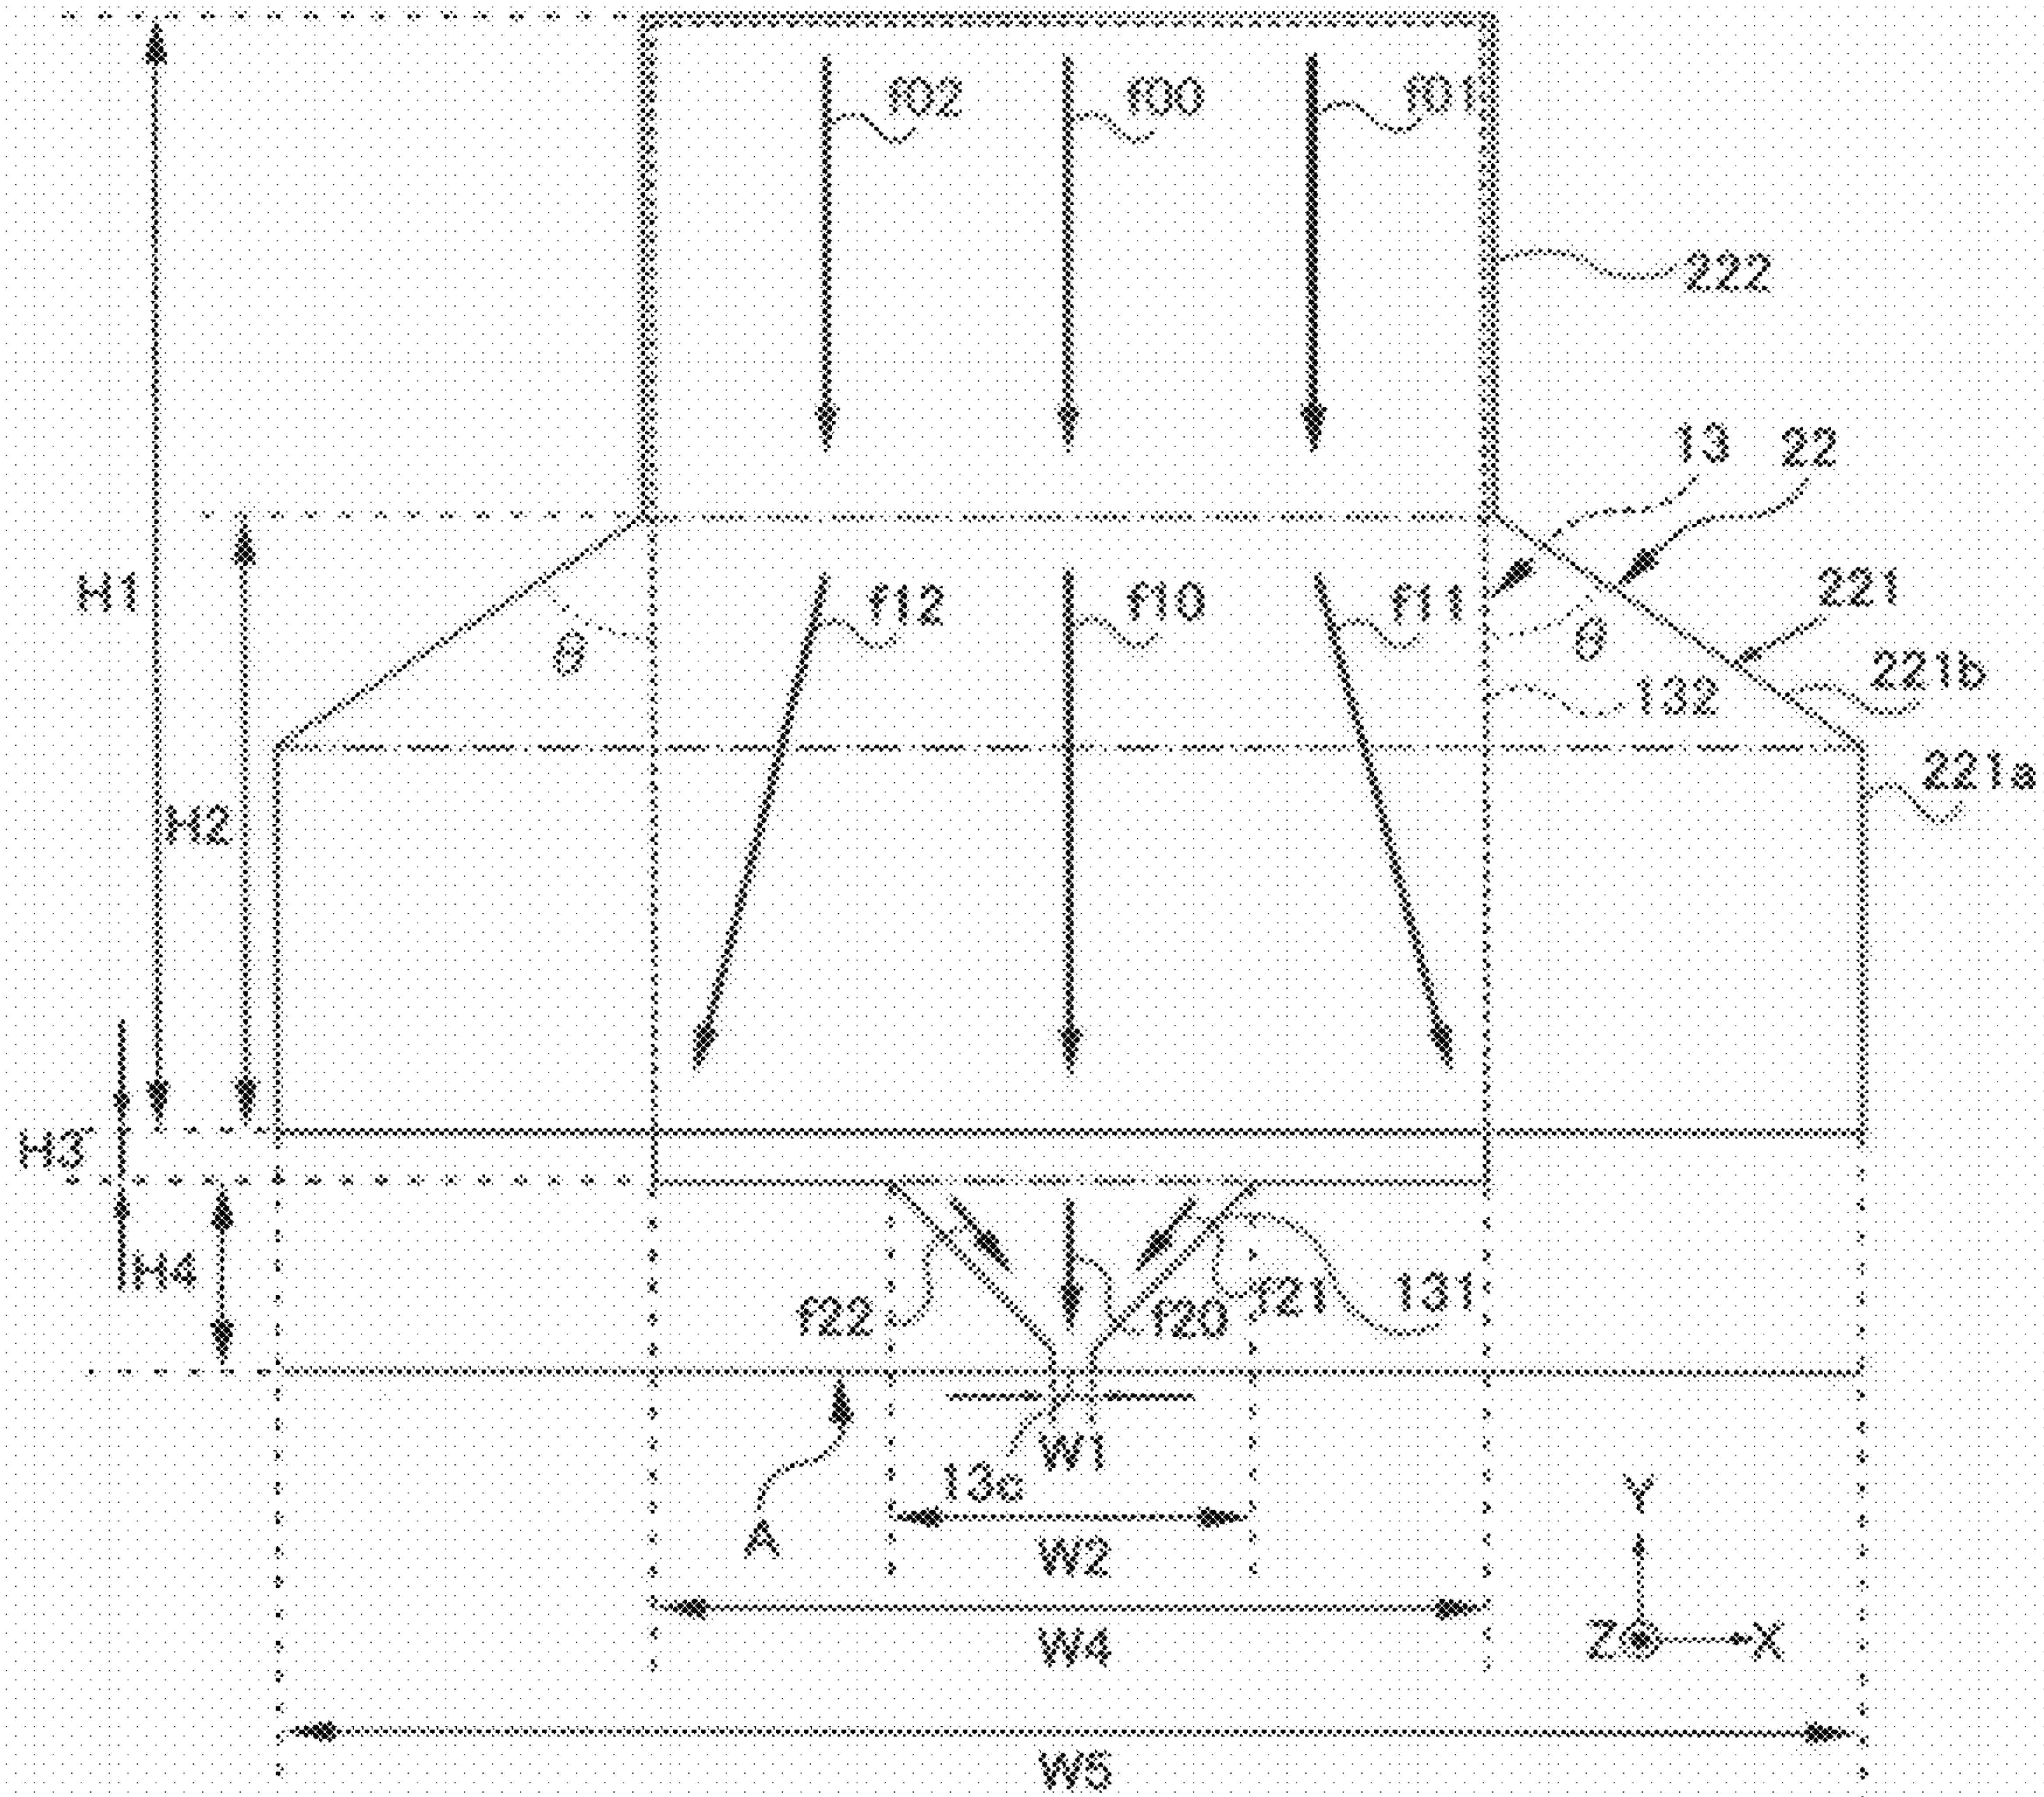 f02 f00 f01
222
13 22
H1 f12 f10 f11 221
θ θ
132 221b
221a
H2
H3
H4
f22 f20 f21 131
W1
13c
A
W2
Y
W4
Z X
W5